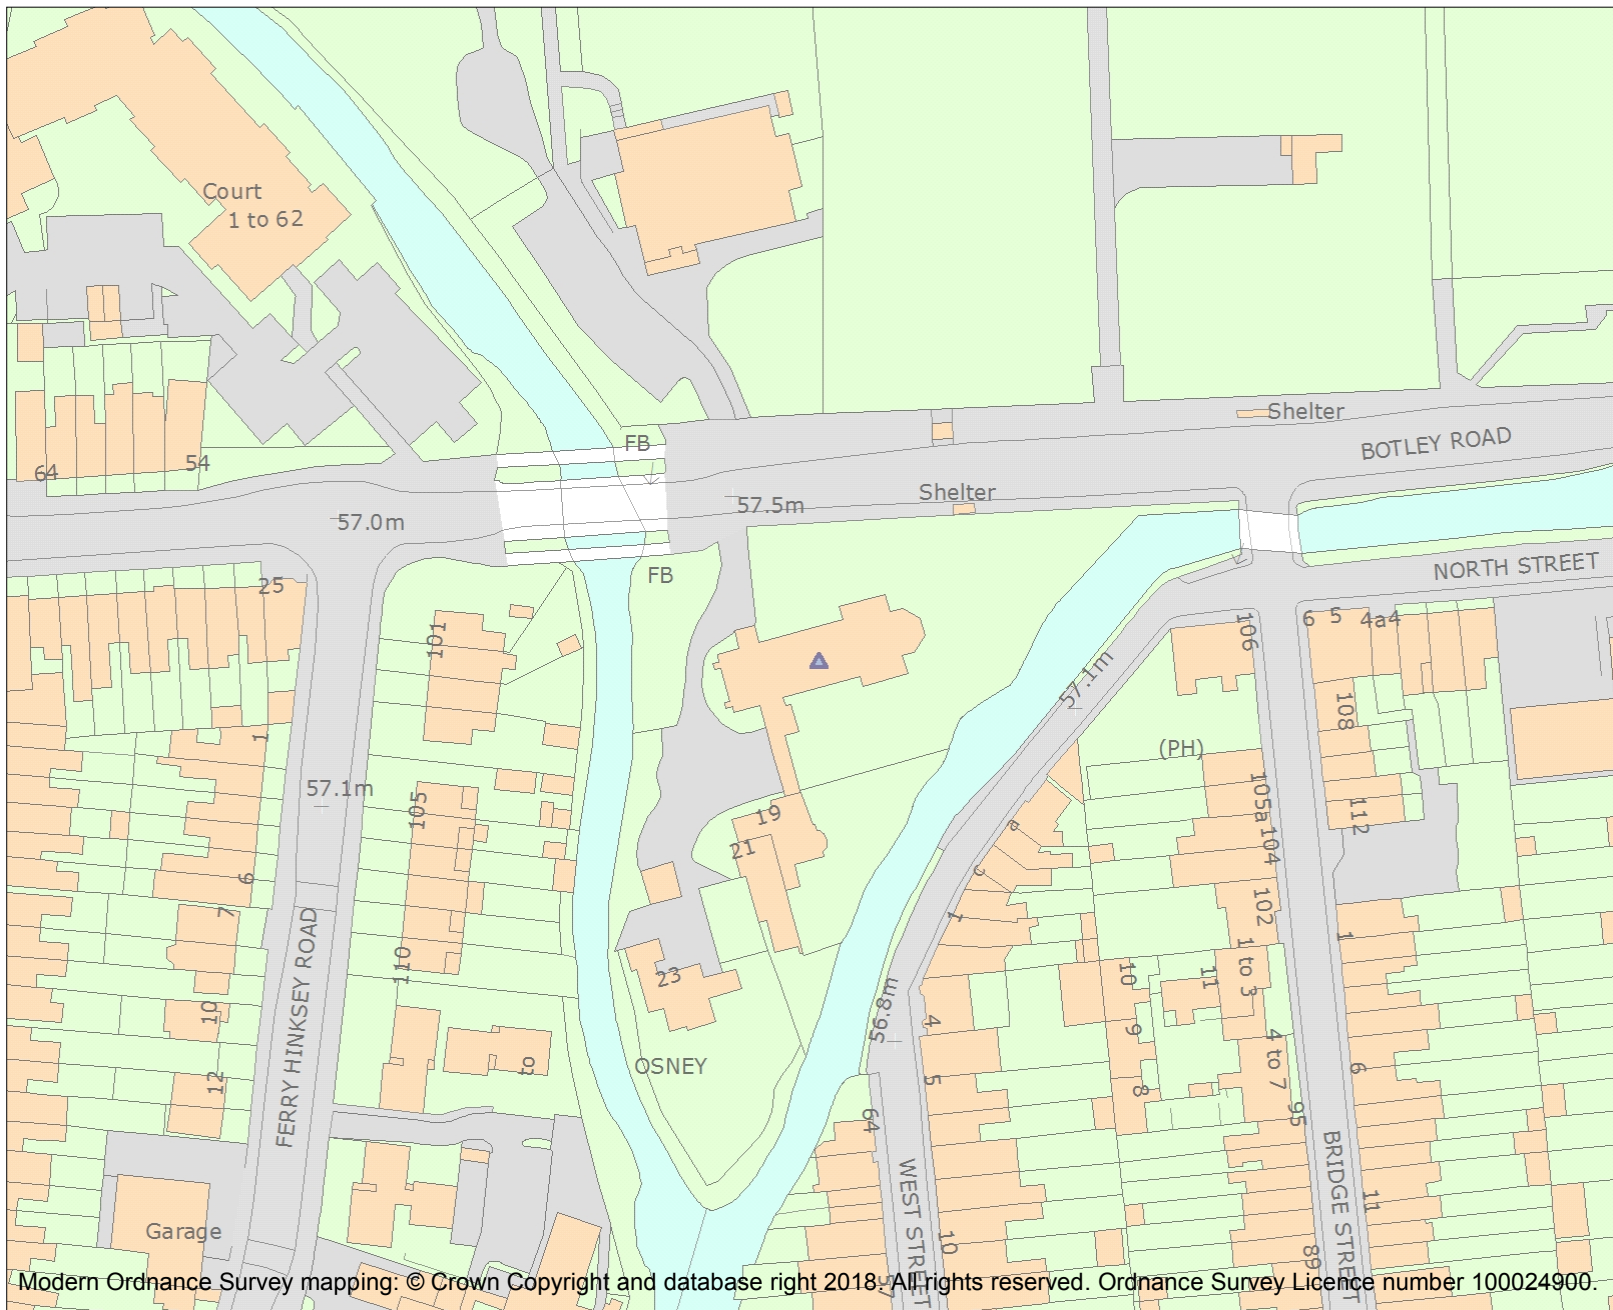 Court
1 to 62
64
54
FB
Shelter
BOTLEY ROAD
57.0m
57.5m
Shelter
FB
NORTH STREET
25
101
106
6
5
4a4
57.1m
108
1
(PH)
57.1m
105
19
21
a
105a
104
112
c
6
7
102
1
1
110
23
1 to 3
10
11
FERRY HINKSEY ROAD
10
56.8m
4
9
4 to 7
6
OSNEY
to
5
8
12
64
95
BRIDGE STREET
WEST STREET
11
Garage
10
89
57
Modern Ordnance Survey mapping: © Crown Copyright and database right 2018. All rights reserved. Ordnance Survey Licence number 100024900.